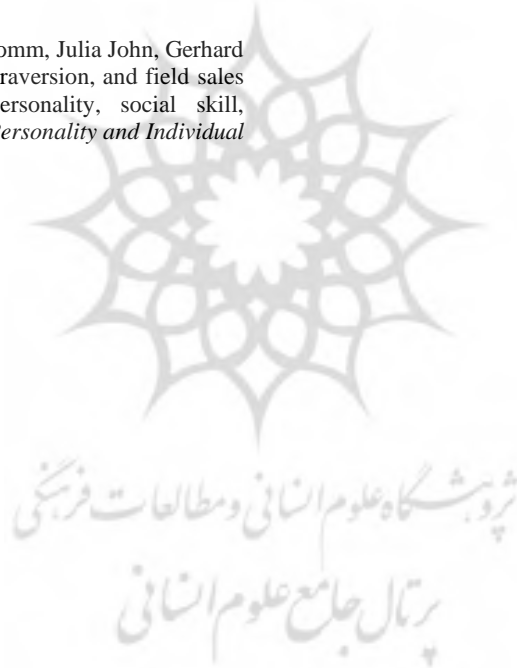 omm, Julia John, Gerhard
raversion, and field sales
ersonality, social skill,
Personality and Individual
پژوهشگاه علوم انسانی و مطالعات فرهنگی
پرتال جامع علوم انسانی